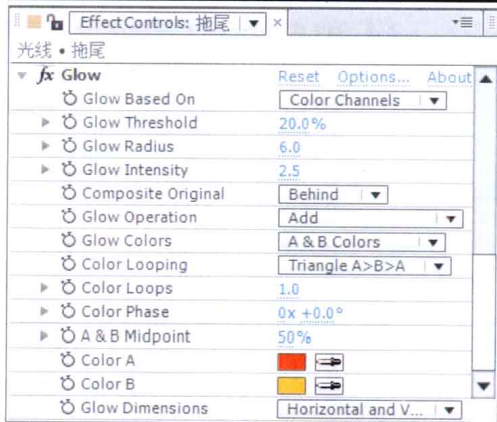 EffectControls: 拖尾
光线 • 拖尾
fx Glow Reset Options... About
Glow Based On Color Channels
Glow Threshold 20.0%
Glow Radius 6.0
Glow Intensity 2.5
Composite Original Behind
Glow Operation Add
Glow Colors A & B Colors
Color Looping Triangle A>B>A
Color Loops 1.0
Color Phase 0x +0.0°
A & B Midpoint 50%
Color A
Color B
Glow Dimensions Horizontal and V...